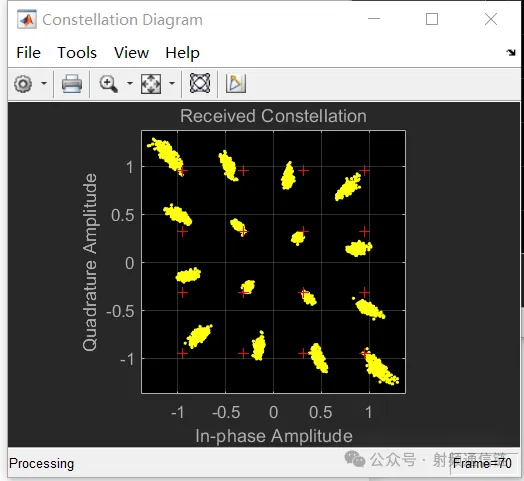 Constellation Diagram
File Tools View Help
Received Constellation
Quadrature Amplitude
1
0.5
0
-0.5
-1
-1 -0.5 0 0.5 1
In-phase Amplitude
公众号 · 射频通信链
Processing
Frame=70